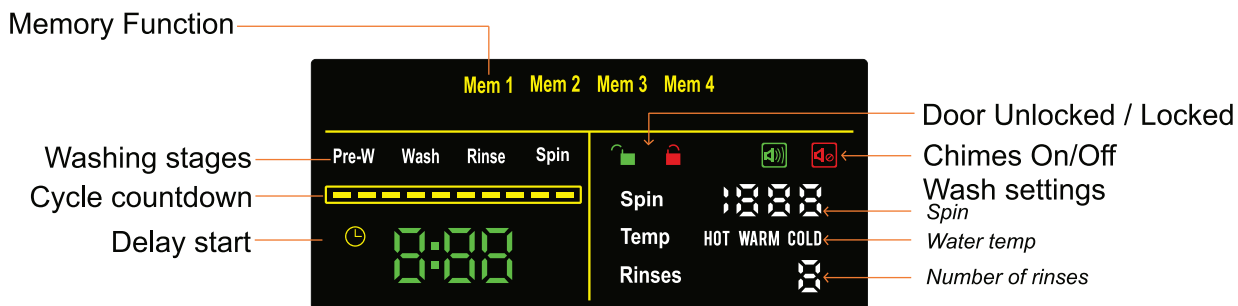 Memory Function
Mem 1 Mem 2 Mem 3 Mem 4
Door Unlocked / Locked
Washing stages
Pre-W Wash Rinse Spin
Chimes On/Off
Cycle countdown
Wash settings
Spin 1888
Spin
Delay start
8:88
Temp HOT WARM COLD
Water temp
Rinses 8
Number of rinses